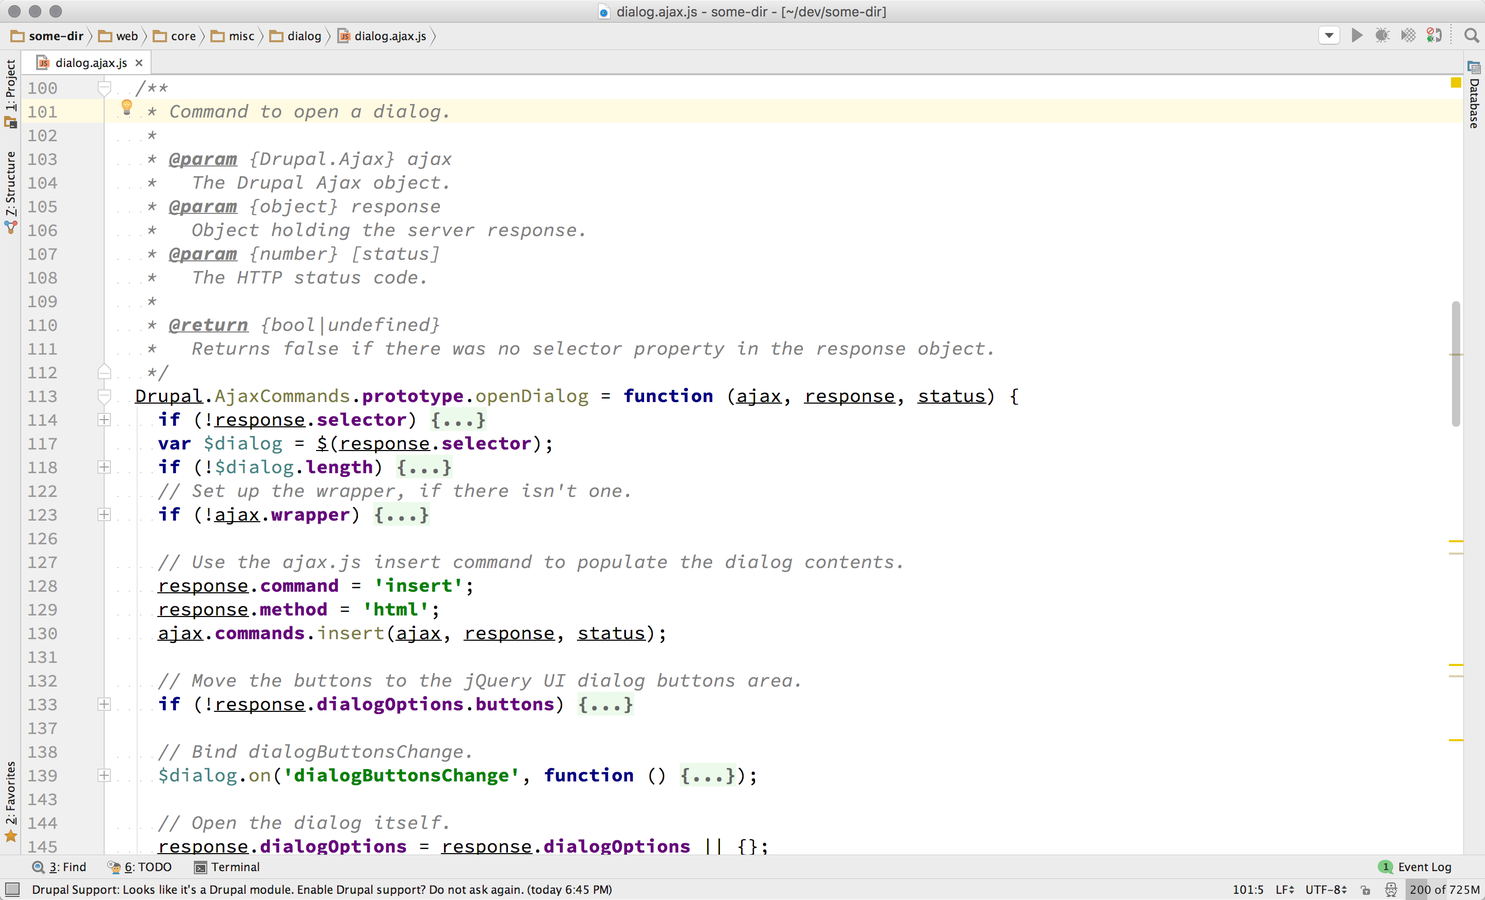 dialog.ajax.js - some-dir - [~/dev/some-dir]
some-dir web core misc dialog dialog.ajax.js
dialog.ajax.js ×
1: Project
Z: Structure
2: Favorites
Database
100 /**
101 * Command to open a dialog.
102 *
103 * @param {Drupal.Ajax} ajax
104 *   The Drupal Ajax object.
105 * @param {object} response
106 *   Object holding the server response.
107 * @param {number} [status]
108 *   The HTTP status code.
109 *
110 * @return {bool|undefined}
111 *   Returns false if there was no selector property in the response object.
112 */
113 Drupal.AjaxCommands.prototype.openDialog = function (ajax, response, status) {
114   if (!response.selector) {...}
117   var $dialog = $(response.selector);
118   if (!$dialog.length) {...}
122   // Set up the wrapper, if there isn't one.
123   if (!ajax.wrapper) {...}
126
127   // Use the ajax.js insert command to populate the dialog contents.
128   response.command = 'insert';
129   response.method = 'html';
130   ajax.commands.insert(ajax, response, status);
131
132   // Move the buttons to the jQuery UI dialog buttons area.
133   if (!response.dialogOptions.buttons) {...}
137
138   // Bind dialogButtonsChange.
139   $dialog.on('dialogButtonsChange', function () {...});
143
144   // Open the dialog itself.
145   response.dialogOptions = response.dialogOptions || {};
3: Find 6: TODO Terminal 1 Event Log
Drupal Support: Looks like it's a Drupal module. Enable Drupal support? Do not ask again. (today 6:45 PM) 101:5 LF UTF-8 200 of 725M